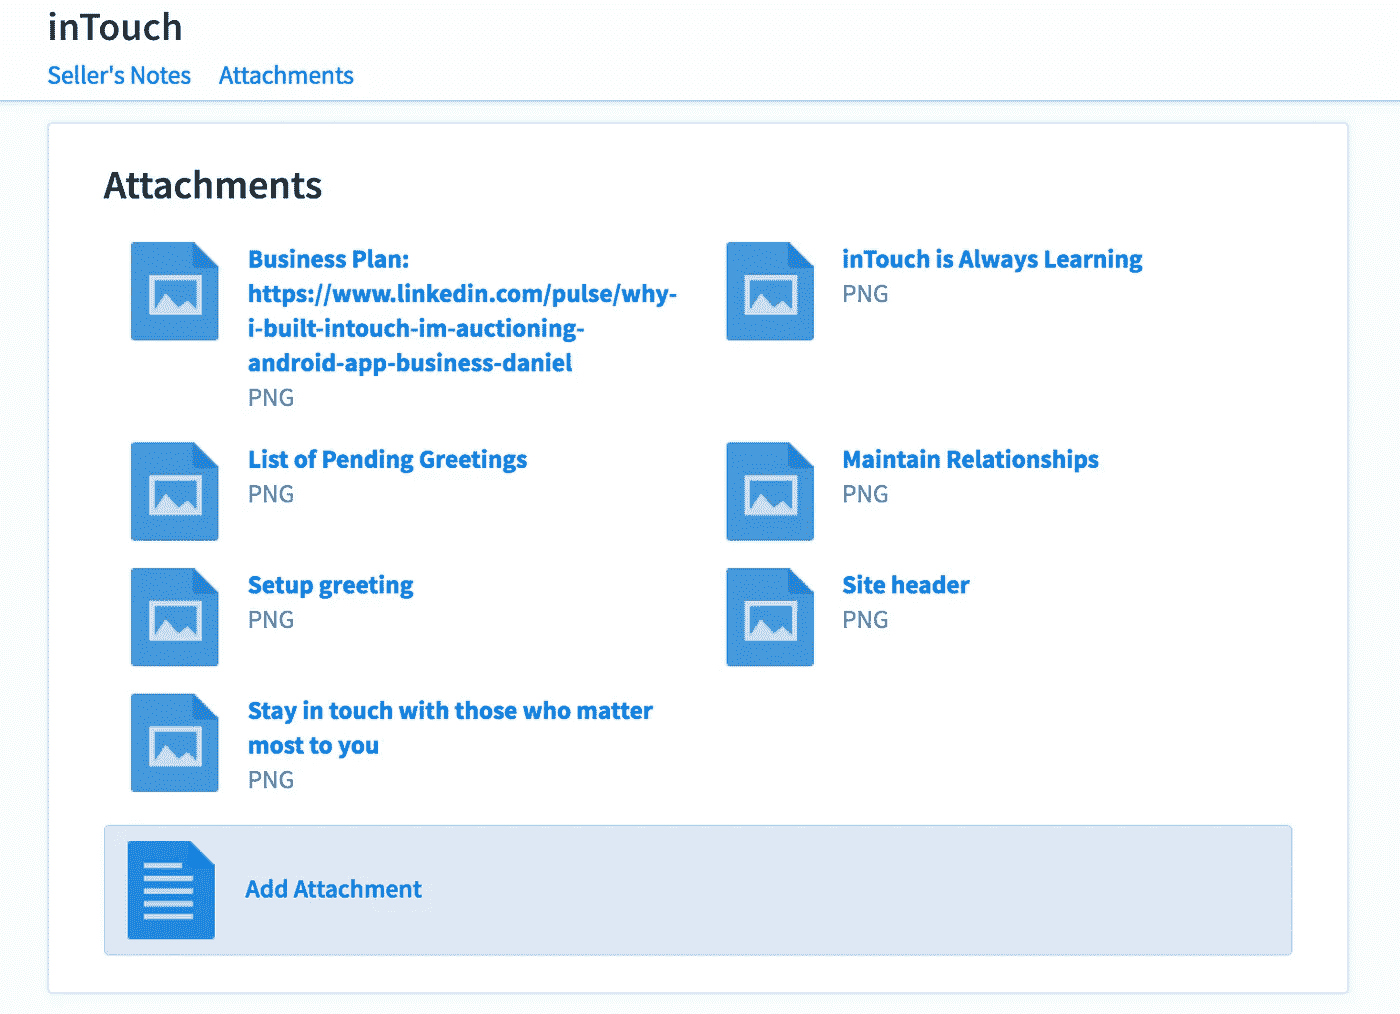 inTouch
Seller's Notes Attachments
Attachments
Business Plan:
https://www.linkedin.com/pulse/why-
i-built-intouch-im-auctioning-
android-app-business-daniel
PNG
inTouch is Always Learning
PNG
List of Pending Greetings
PNG
Maintain Relationships
PNG
Setup greeting
PNG
Site header
PNG
Stay in touch with those who matter
most to you
PNG
Add Attachment